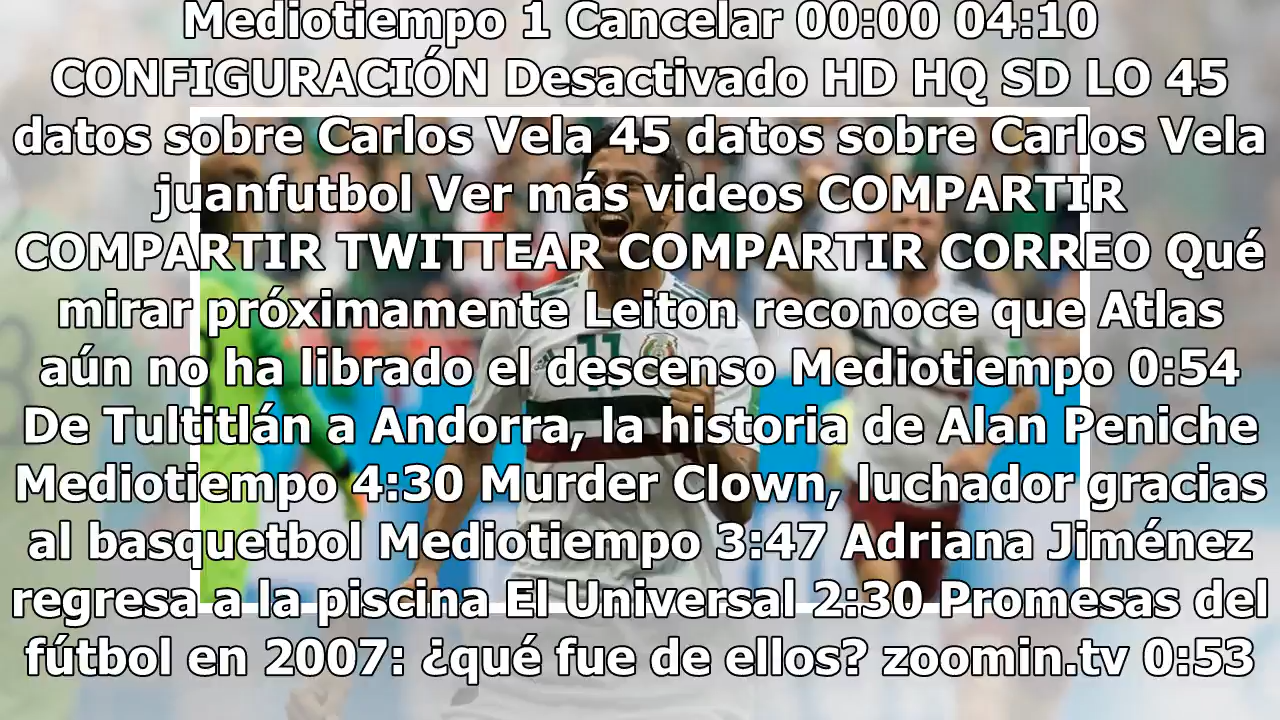 Mediotiempo 1 Cancelar 00:00 04:10
CONFIGURACIÓN Desactivado HD HQ SD LO 45
datos sobre Carlos Vela 45 datos sobre Carlos Vela
juanfutbol Ver más videos COMPARTIR
COMPARTIR TWITTEAR COMPARTIR CORREO Qué
mirar próximamente Leiton reconoce que Atlas
aún no ha librado el descenso Mediotiempo 0:54
De Tultitlán a Andorra, la historia de Alan Peniche
Mediotiempo 4:30 Murder Clown, luchador gracias
al basquetbol Mediotiempo 3:47 Adriana Jiménez
regresa a la piscina El Universal 2:30 Promesas del
fútbol en 2007: ¿qué fue de ellos? zoomin.tv 0:53
11